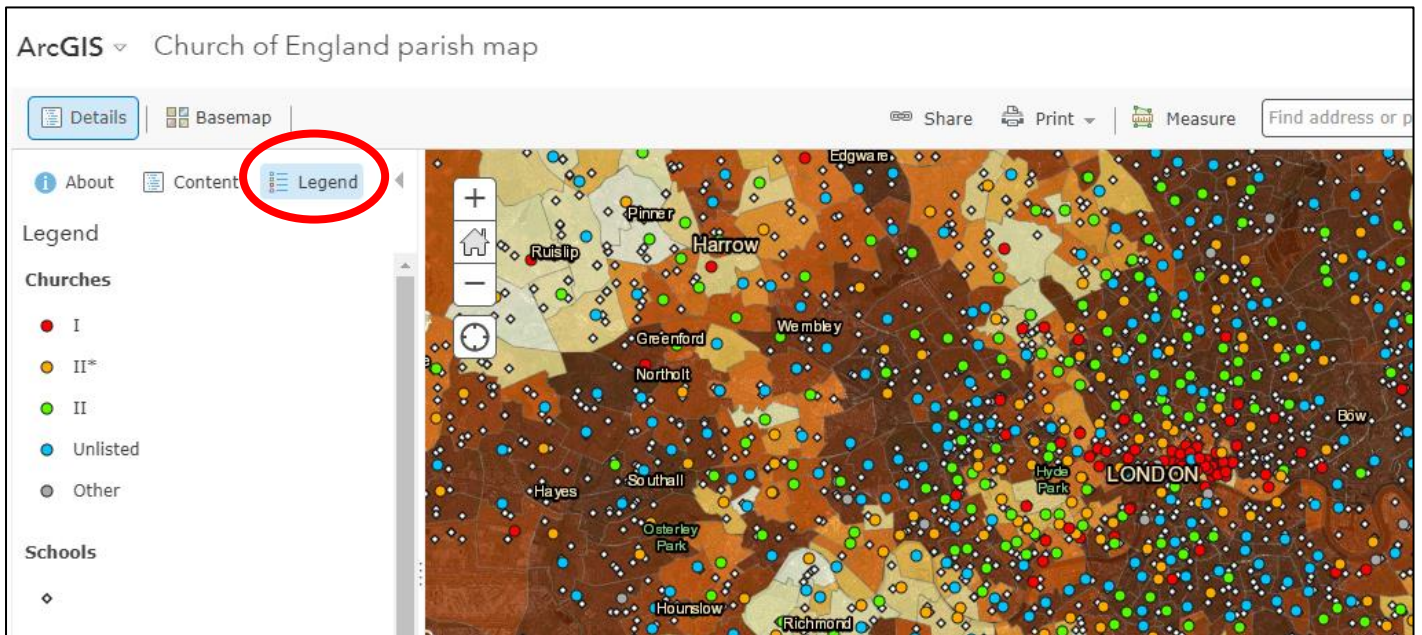 ArcGIS Church of England parish map
Details Basemap Share Print Measure Find address or p
About Content Legend
Legend
Churches
I
II*
II
Unlisted
Other
Schools
Edgware
Pinner
Harrow
Ruislip
Wembley
Greenford
Northolt
Bow
Hyde
Park
LONDON
Southall
Hayes
Osterley
Park
Hounslow
Richmond